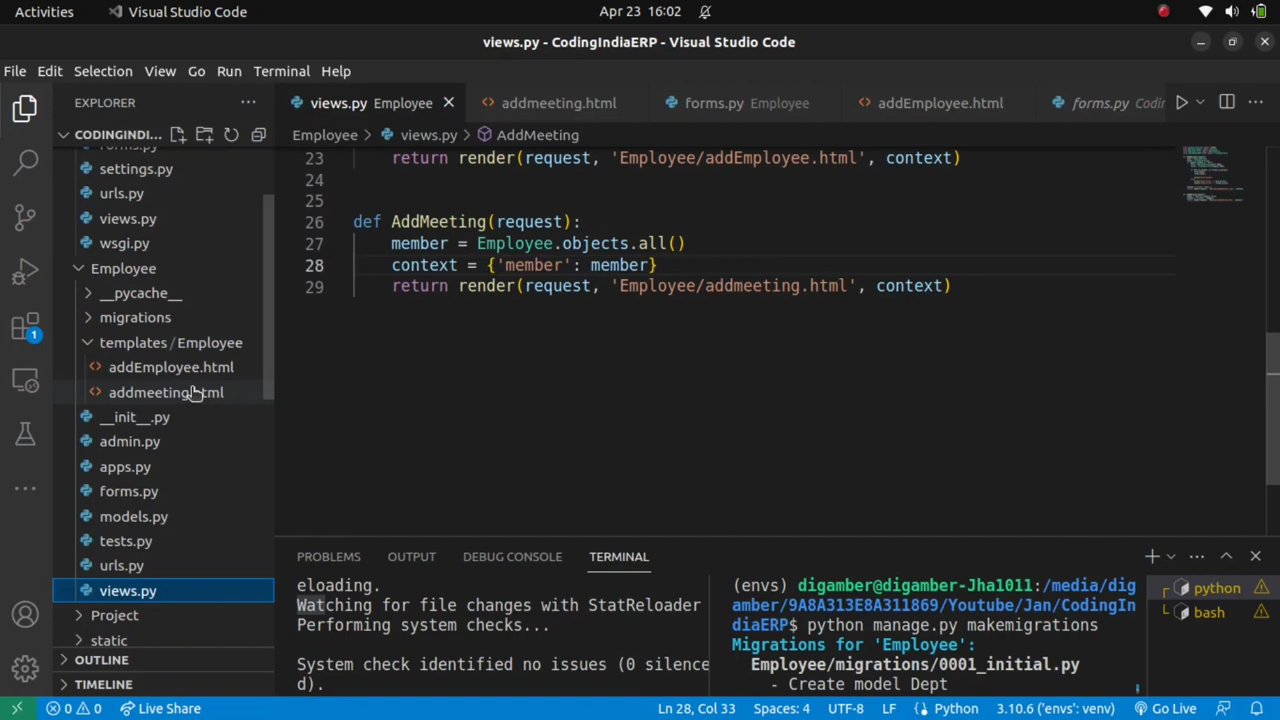 Activities
Visual Studio Code
Apr 23 16:02
views.py - CodingIndiaERP - Visual Studio Code
File Edit Selection View Go Run Terminal Help
EXPLORER
CODINGINDI...
forms.py
settings.py
urls.py
views.py
wsgi.py
Employee
__pycache__
migrations
templates / Employee
addEmployee.html
addmeeting.html
__init__.py
admin.py
apps.py
forms.py
models.py
tests.py
urls.py
views.py
Project
static
OUTLINE
TIMELINE
1
views.py Employee
addmeeting.html
forms.py Employee
addEmployee.html
forms.py Codin
Employee > views.py > AddMeeting
23 return render(request, 'Employee/addEmployee.html', context)
24
25
26 def AddMeeting(request):
27 member = Employee.objects.all()
28 context = {'member': member}
29 return render(request, 'Employee/addmeeting.html', context)
PROBLEMS OUTPUT DEBUG CONSOLE TERMINAL
eloading.
Watching for file changes with StatReloader
Performing system checks...
System check identified no issues (0 silence
d).
(envs) digamber@digamber-Jha1011:/media/dig
amber/9A8A313E8A311869/Youtube/Jan/CodingIn
diaERP$ python manage.py makemigrations
Migrations for 'Employee':
Employee/migrations/0001_initial.py
- Create model Dept
python
bash
0 0 Live Share
Ln 28, Col 33 Spaces: 4 UTF-8 LF Python 3.10.6 ('envs': venv) Go Live